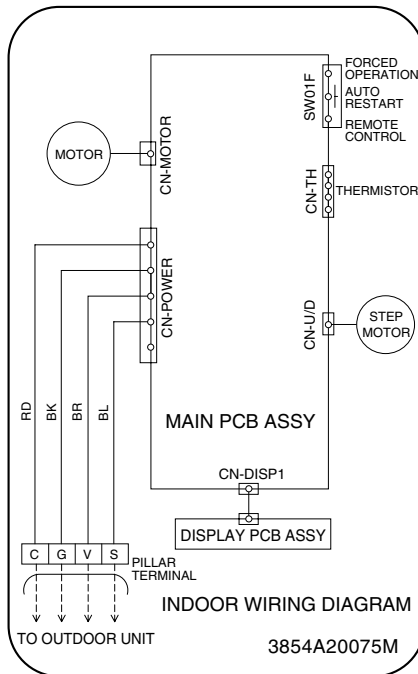 FORCED
OPERATION
AUTO
RESTART
REMOTE
CONTROL
SW01F
MOTOR
CN-MOTOR
CN-TH
THERMISTOR
CN-POWER
CN-U/D
STEP
MOTOR
RD
BK
BR
BL
MAIN PCB ASSY
CN-DISP1
DISPLAY PCB ASSY
C G V S
PILLAR
TERMINAL
INDOOR WIRING DIAGRAM
TO OUTDOOR UNIT
3854A20075M